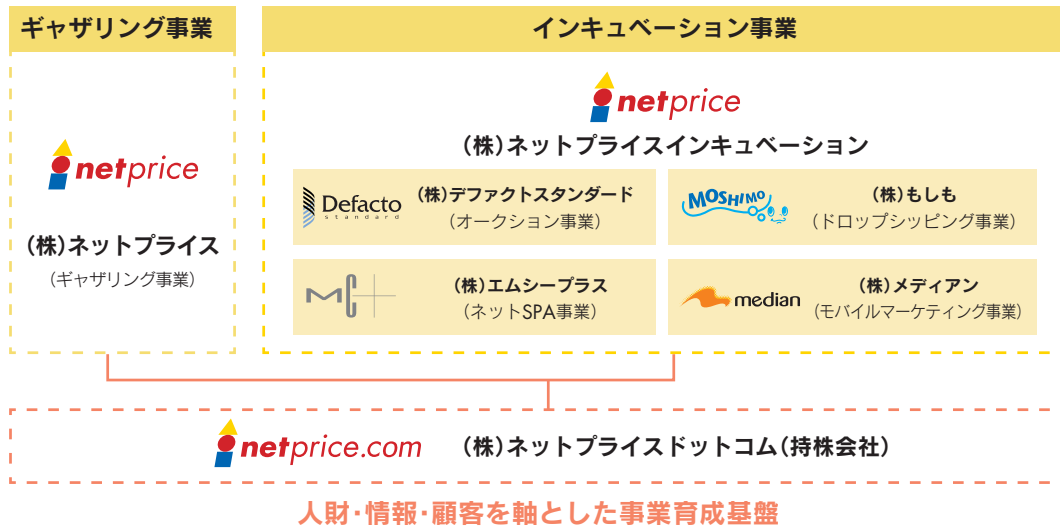 ギャザリング事業
netprice
(株)ネットプライス
(ギャザリング事業)
インキュベーション事業
netprice
(株)ネットプライスインキュベーション
Defacto
standard
(株)デファクトスタンダード
(オークション事業)
MOSHIMO
(株)もしも
(ドロップシッピング事業)
MC+
(株)エムシープラス
(ネットSPA事業)
median
(株)メディアン
(モバイルマーケティング事業)
netprice.com
(株)ネットプライスドットコム(持株会社)
人財・情報・顧客を軸とした事業育成基盤